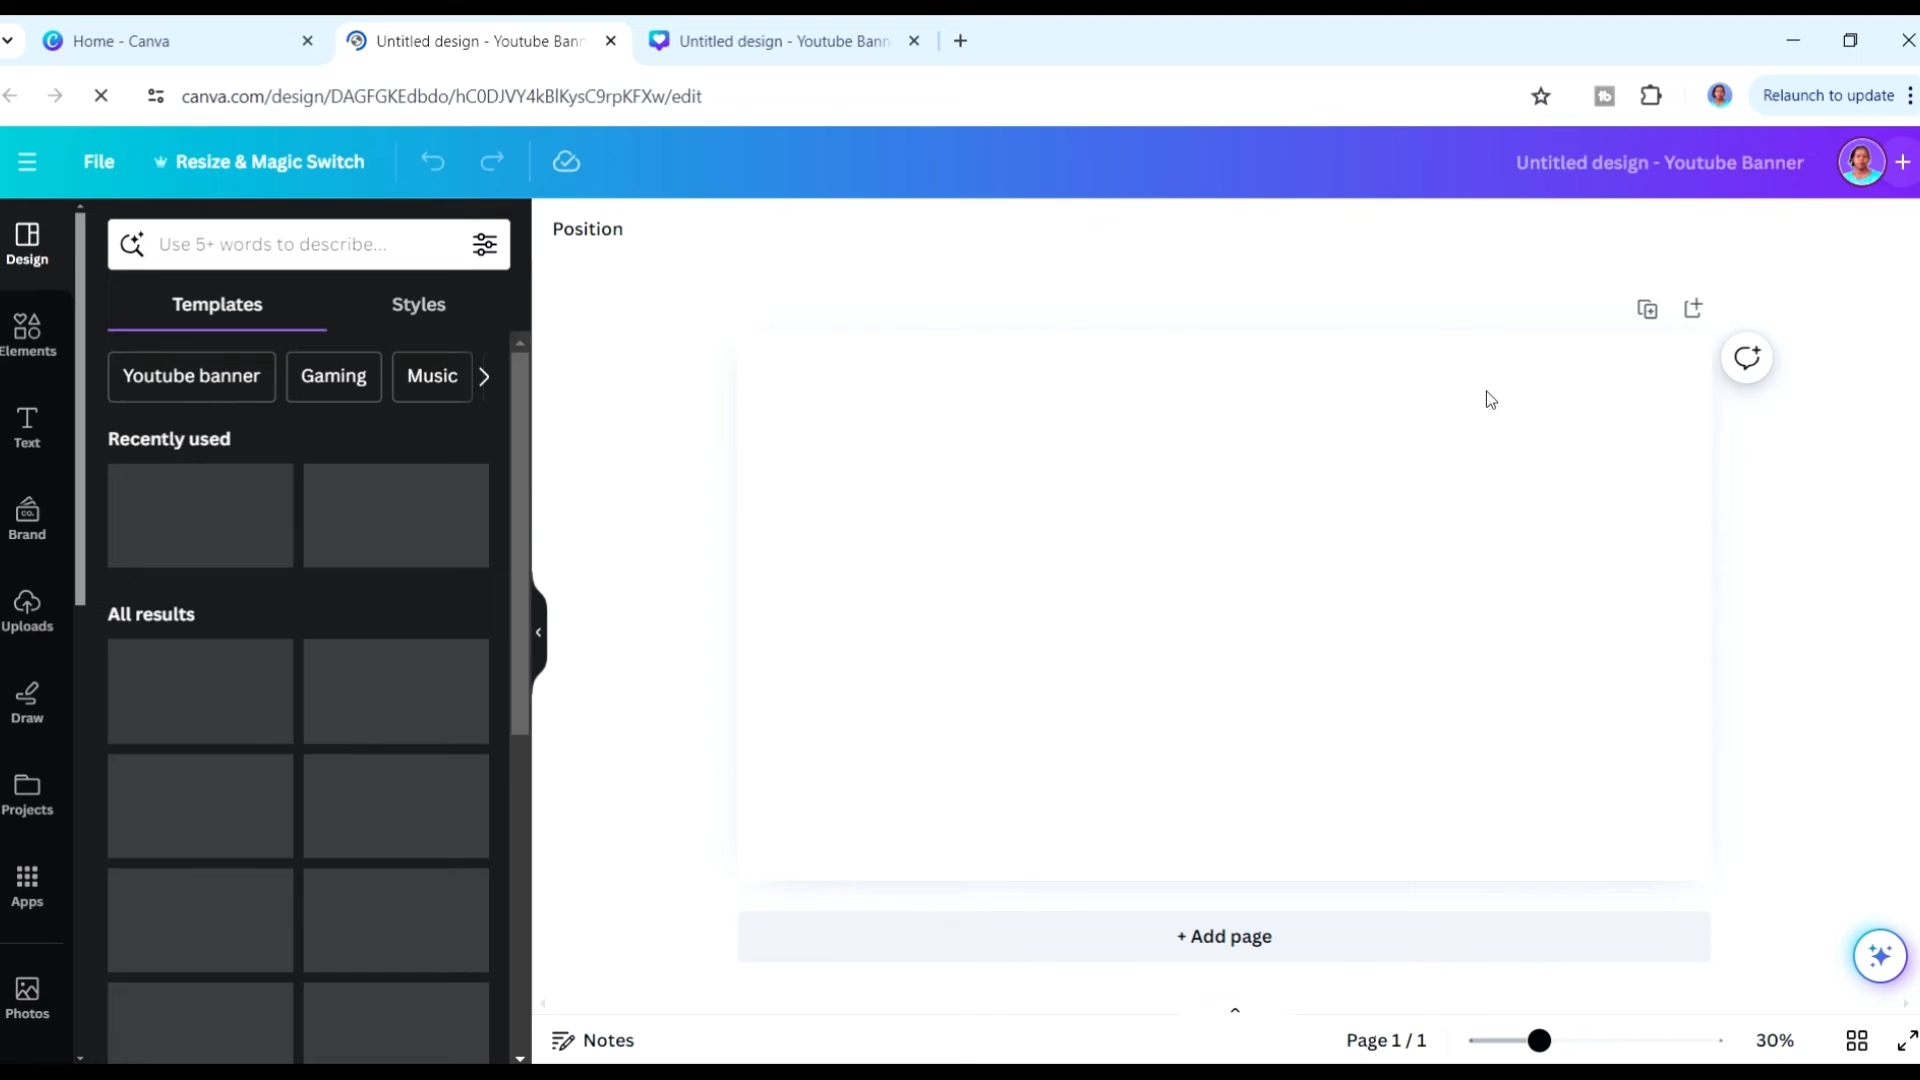 Home - Canva
Untitled design - Youtube Bann
Untitled design - Youtube Bann
canva.com/design/DAGFGKEdbdo/hC0DJVY4kBlKysC9rpKFXw/edit
Relaunch to update
File
Resize & Magic Switch
Untitled design - Youtube Banner
Design
Elements
Text
Brand
CO.
Uploads
Draw
Projects
Apps
Photos
Use 5+ words to describe...
Templates
Styles
Youtube banner
Gaming
Music
Recently used
All results
Position
+ Add page
Notes
Page 1 / 1
30%